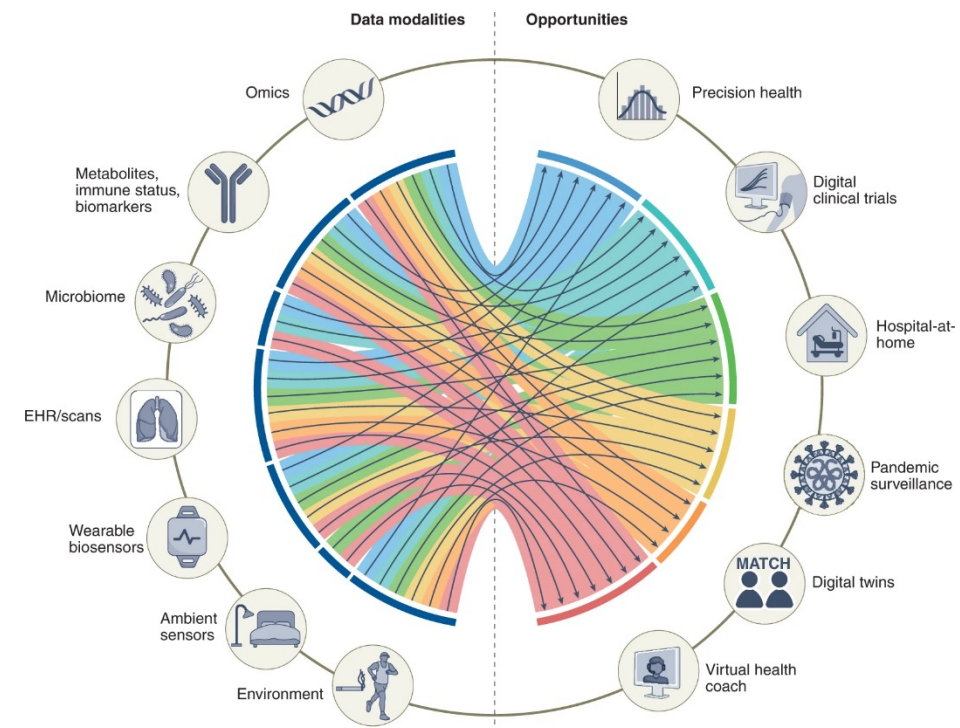 Data modalities
Opportunities
Omics
Metabolites,
immune status,
biomarkers
Microbiome
EHR/scans
Wearable
biosensors
Ambient
sensors
Environment
Precision health
Digital
clinical trials
Hospital-at-
home
Pandemic
surveillance
MATCH
Digital twins
Virtual health
coach